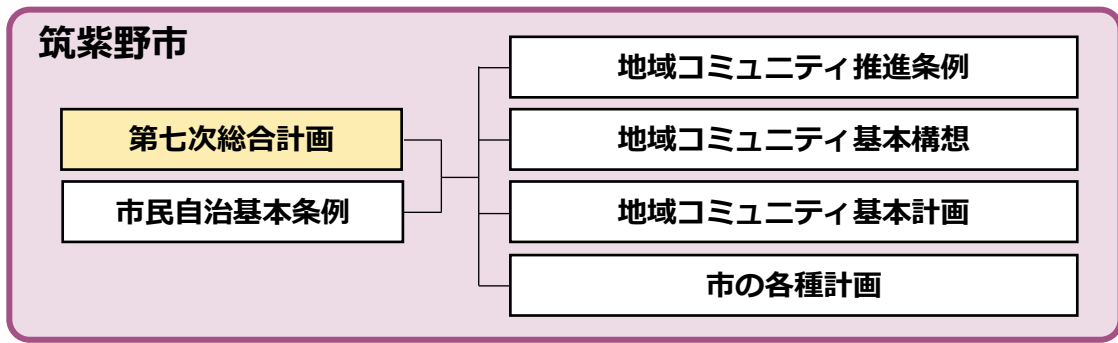 筑紫野市
第七次総合計画
市民自治基本条例
地域コミュニティ推進条例
地域コミュニティ基本構想
地域コミュニティ基本計画
市の各種計画